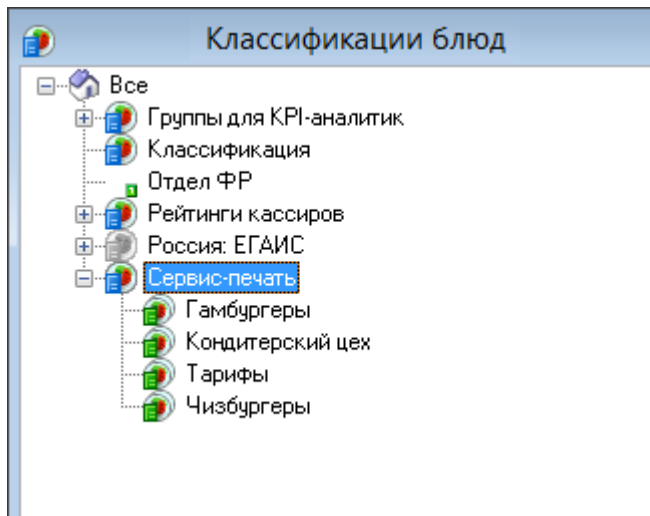 Классификации блюд
Все
Группы для KPI-аналитик
Классификация
Отдел ФР
Рейтинги кассиров
Россия: ЕГАИС
Сервис-печать
Гамбургеры
Кондитерский цех
Тарифы
Чизбургеры